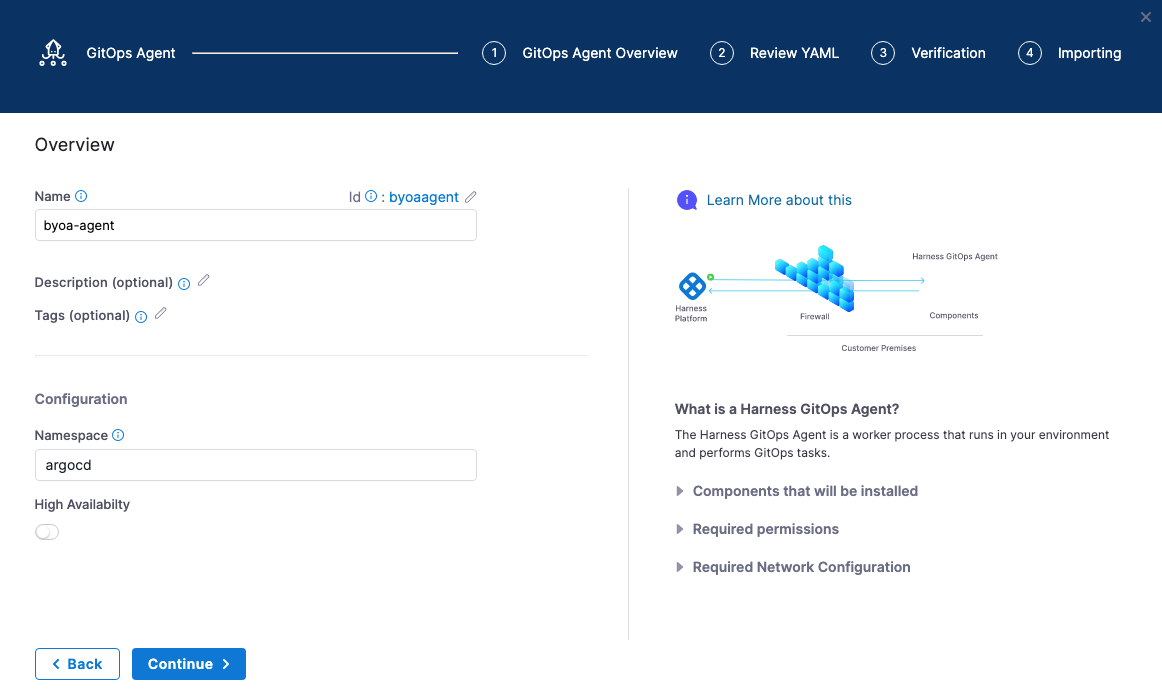 GitOps Agent
1 GitOps Agent Overview
2 Review YAML
3 Verification
4 Importing
Overview
Name
Id : byoaagent
byoa-agent
Description (optional)
Tags (optional)
Configuration
Namespace
argocd
High Availabilty
Back
Continue
Learn More about this
Harness GitOps Agent
Harness
Platform
Firewall
Components
Customer Premises
What is a Harness GitOps Agent?
The Harness GitOps Agent is a worker process that runs in your environment
and performs GitOps tasks.
Components that will be installed
Required permissions
Required Network Configuration